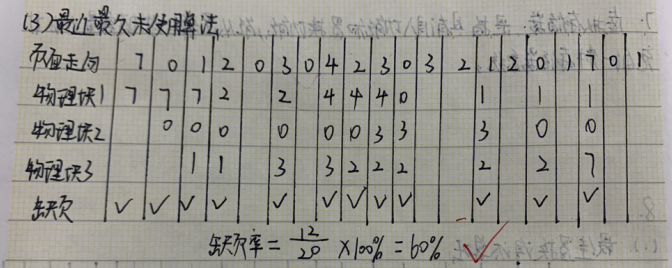 (3)最近最久未使用算法
页面走向 7 0 1 2 0 3 0 4 2 3 0 3 2 1 2 0 1 7 0 1
物理块1 7 7 7 2 2 4 4 4 0 1 1 1
物理块2 0 0 0 0 0 0 3 3 3 0 0
物理块3 1 1 3 3 2 2 2 2 2 7
缺页 ✓ ✓ ✓ ✓ ✓ ✓ ✓ ✓ ✓ ✓ ✓ ✓
缺页率 = 12/20 ×100% = 60%